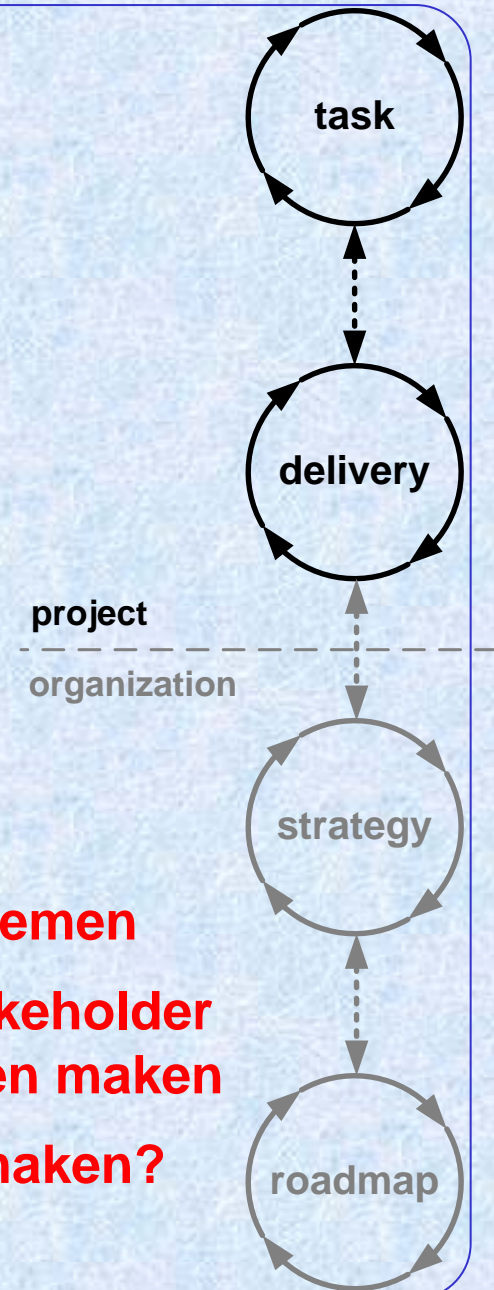 task
delivery
project
organization
strategy
emen
keholder
en maken
naken?
roadmap